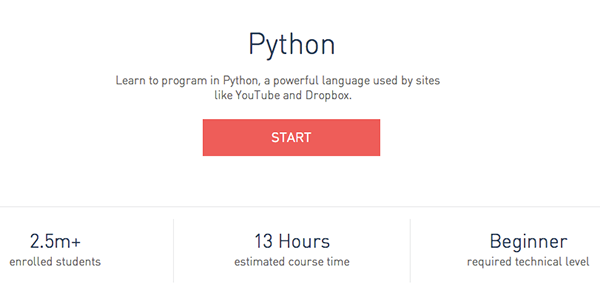 Python
Learn to program in Python, a powerful language used by sites
like YouTube and Dropbox.
START
2.5m+
enrolled students
13 Hours
estimated course time
Beginner
required technical level